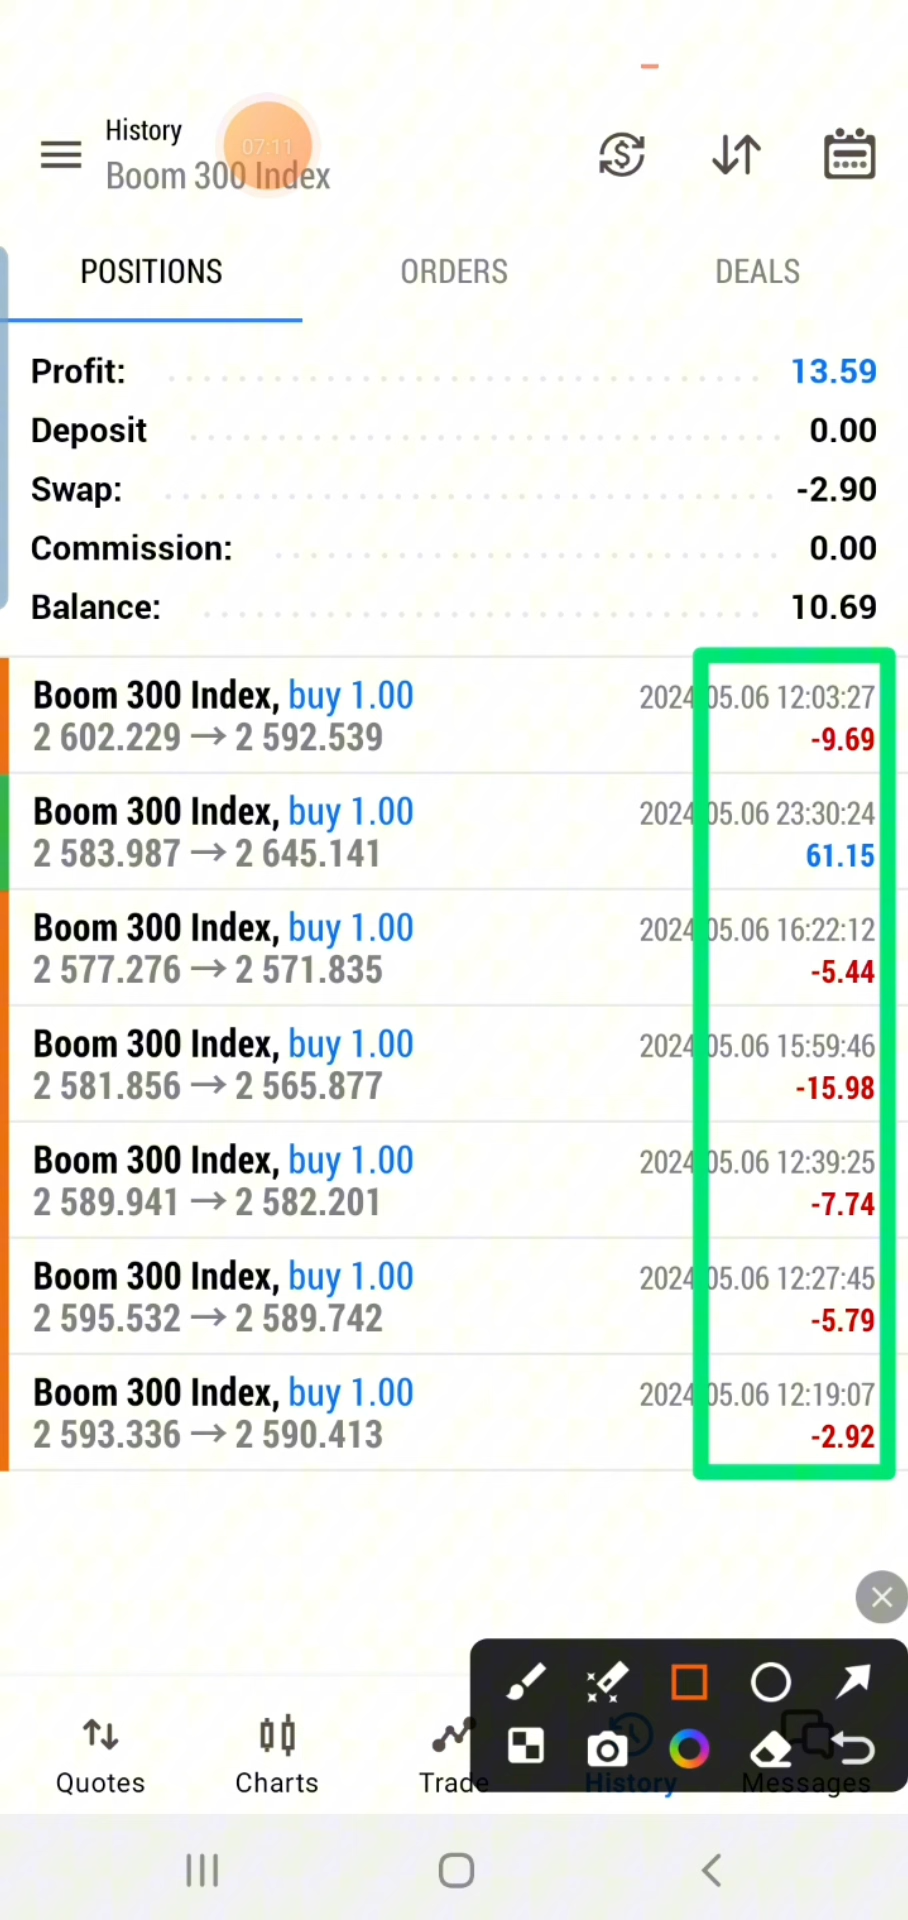 History
07:11
Boom 300 Index
POSITIONS ORDERS DEALS
Profit: 13.59
Deposit 0.00
Swap: -2.90
Commission: 0.00
Balance: 10.69
Boom 300 Index, buy 1.00 2024.05.06 12:03:27
2 602.229 → 2 592.539 -9.69
Boom 300 Index, buy 1.00 2024.05.06 23:30:24
2 583.987 → 2 645.141 61.15
Boom 300 Index, buy 1.00 2024.05.06 16:22:12
2 577.276 → 2 571.835 -5.44
Boom 300 Index, buy 1.00 2024.05.06 15:59:46
2 581.856 → 2 565.877 -15.98
Boom 300 Index, buy 1.00 2024.05.06 12:39:25
2 589.941 → 2 582.201 -7.74
Boom 300 Index, buy 1.00 2024.05.06 12:27:45
2 595.532 → 2 589.742 -5.79
Boom 300 Index, buy 1.00 2024.05.06 12:19:07
2 593.336 → 2 590.413 -2.92
Quotes Charts Trade History Messages